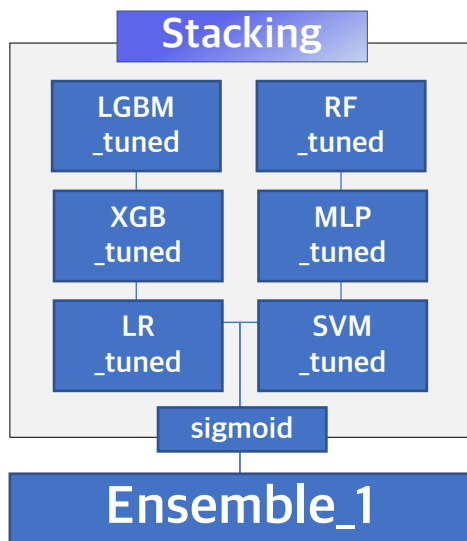 Stacking
LGBM
_tuned
RF
_tuned
XGB
_tuned
MLP
_tuned
LR
_tuned
SVM
_tuned
sigmoid
Ensemble_1